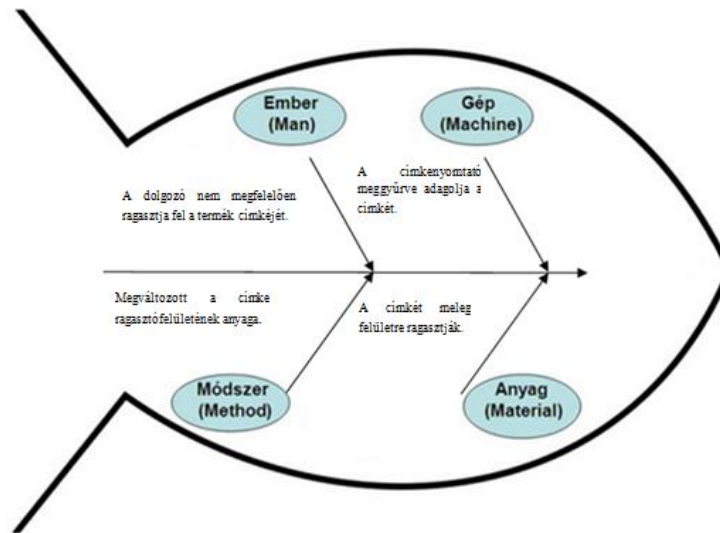 Ember
(Man)
Gép
(Machine)
A dolgozó nem megfelelően
ragasztja fel a termék címkéjét.
A címkenyomtató
meggyűrve adagolja a
címkét.
Megváltozott a címke
ragasztófelületének anyaga.
A címkét meleg
felületre ragasztják.
Módszer
(Method)
Anyag
(Material)